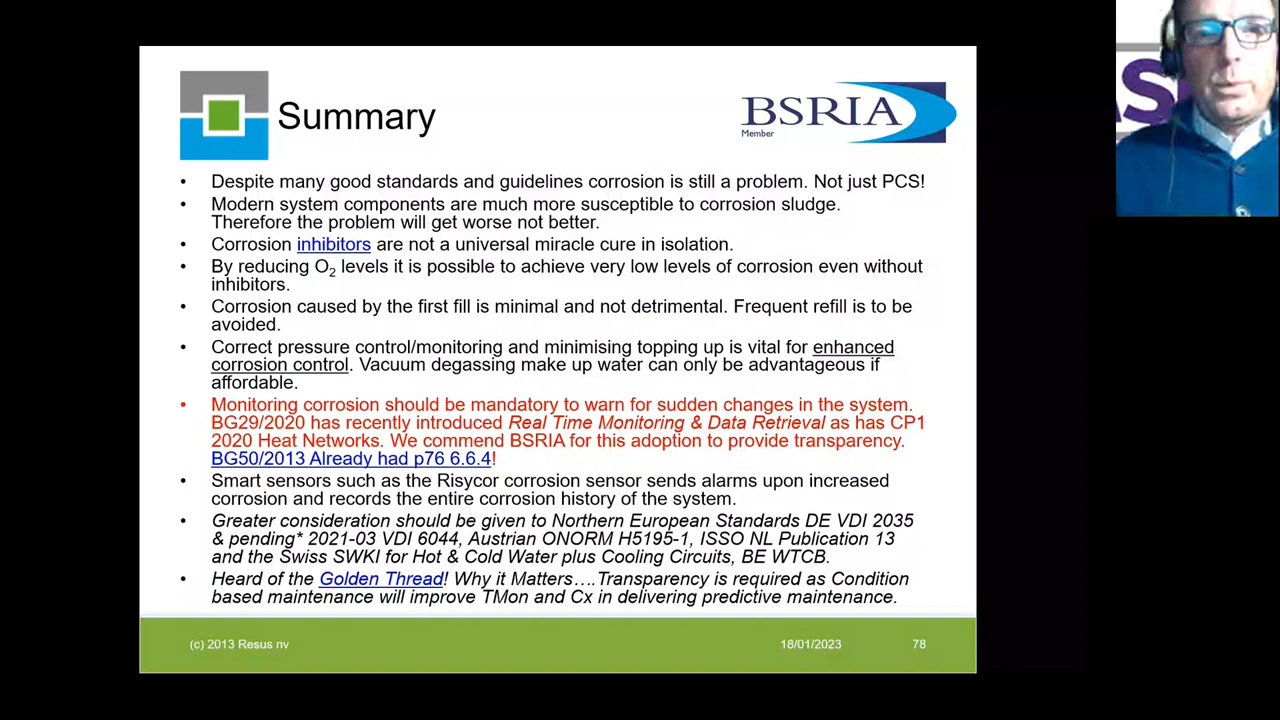 Summary
BSRIA
Member
• Despite many good standards and guidelines corrosion is still a problem. Not just PCS!
• Modern system components are much more susceptible to corrosion sludge.
Therefore the problem will get worse not better.
• Corrosion inhibitors are not a universal miracle cure in isolation.
• By reducing O2 levels it is possible to achieve very low levels of corrosion even without
inhibitors.
• Corrosion caused by the first fill is minimal and not detrimental. Frequent refill is to be
avoided.
• Correct pressure control/monitoring and minimising topping up is vital for enhanced
corrosion control. Vacuum degassing make up water can only be advantageous if
affordable.
• Monitoring corrosion should be mandatory to warn for sudden changes in the system.
BG29/2020 has recently introduced Real Time Monitoring & Data Retrieval as has CP1
2020 Heat Networks. We commend BSRIA for this adoption to provide transparency.
BG50/2013 Already had p76 6.6.4!
• Smart sensors such as the Risycor corrosion sensor sends alarms upon increased
corrosion and records the entire corrosion history of the system.
• Greater consideration should be given to Northern European Standards DE VDI 2035
& pending* 2021-03 VDI 6044, Austrian ONORM H5195-1, ISSO NL Publication 13
and the Swiss SWKI for Hot & Cold Water plus Cooling Circuits, BE WTCB.
• Heard of the Golden Thread! Why it Matters….Transparency is required as Condition
based maintenance will improve TMon and Cx in delivering predictive maintenance.
(c) 2013 Resus nv
18/01/2023
78